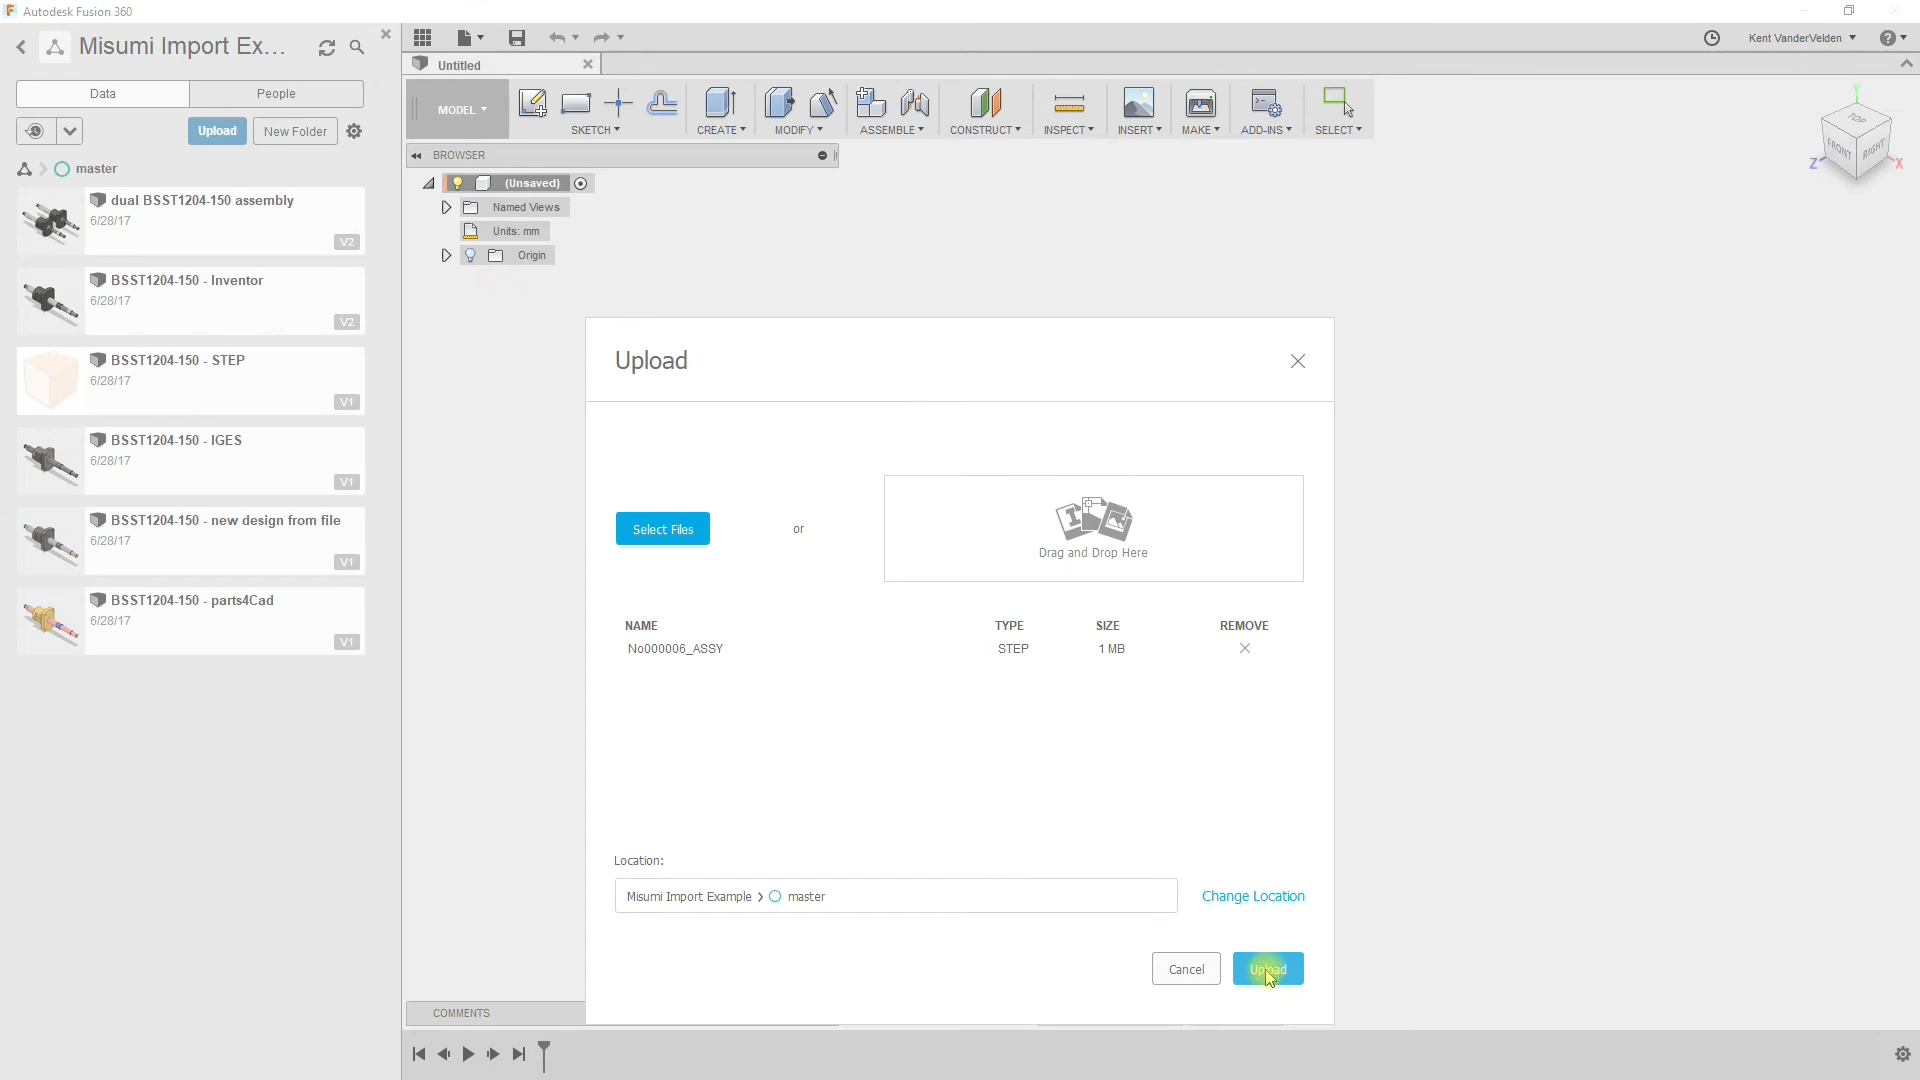 Autodesk Fusion 360
Misumi Import Ex...
Data
People
Upload
New Folder
master
dual BSST1204-150 assembly
6/28/17
V2
BSST1204-150 - Inventor
6/28/17
V2
BSST1204-150 - STEP
6/28/17
V1
BSST1204-150 - IGES
6/28/17
V1
BSST1204-150 - new design from file
6/28/17
V1
BSST1204-150 - parts4Cad
6/28/17
V1
Kent VanderVelden
Untitled
MODEL
SKETCH
CREATE
MODIFY
ASSEMBLE
CONSTRUCT
INSPECT
INSERT
MAKE
ADD-INS
SELECT
BROWSER
(Unsaved)
Named Views
Units: mm
Origin
Y
TOP
FRONT
RIGHT
Z
X
Upload
Select Files
or
Drag and Drop Here
NAME TYPE SIZE REMOVE
No000006_ASSY STEP 1 MB
Location:
Misumi Import Example > master
Change Location
Cancel
Upload
COMMENTS